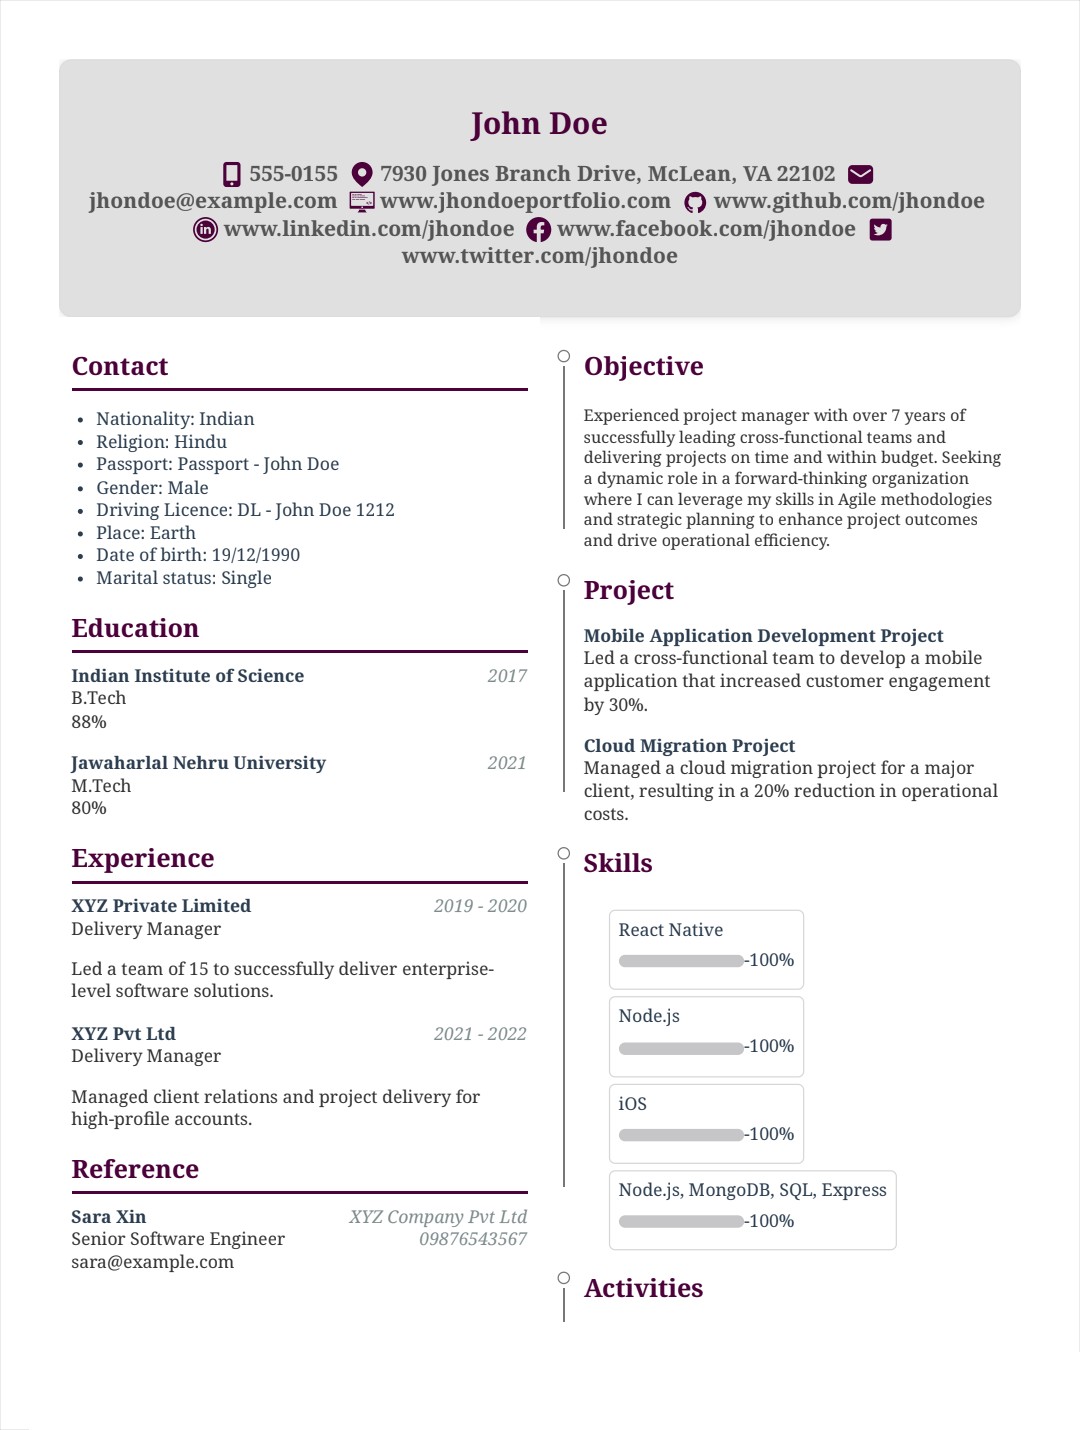 John Doe
555-0155 7930 Jones Branch Drive, McLean, VA 22102
jhondoe@example.com www.jhondoeportfolio.com www.github.com/jhondoe
www.linkedin.com/jhondoe www.facebook.com/jhondoe
www.twitter.com/jhondoe
Contact
• Nationality: Indian
• Religion: Hindu
• Passport: Passport - John Doe
• Gender: Male
• Driving Licence: DL - John Doe 1212
• Place: Earth
• Date of birth: 19/12/1990
• Marital status: Single
Education
Indian Institute of Science 2017
B.Tech
88%
Jawaharlal Nehru University 2021
M.Tech
80%
Experience
XYZ Private Limited 2019 - 2020
Delivery Manager
Led a team of 15 to successfully deliver enterprise-
level software solutions.
XYZ Pvt Ltd 2021 - 2022
Delivery Manager
Managed client relations and project delivery for
high-profile accounts.
Reference
Sara Xin XYZ Company Pvt Ltd
Senior Software Engineer 09876543567
sara@example.com
Objective
Experienced project manager with over 7 years of
successfully leading cross-functional teams and
delivering projects on time and within budget. Seeking
a dynamic role in a forward-thinking organization
where I can leverage my skills in Agile methodologies
and strategic planning to enhance project outcomes
and drive operational efficiency.
Project
Mobile Application Development Project
Led a cross-functional team to develop a mobile
application that increased customer engagement
by 30%.
Cloud Migration Project
Managed a cloud migration project for a major
client, resulting in a 20% reduction in operational
costs.
Skills
React Native
-100%
Node.js
-100%
iOS
-100%
Node.js, MongoDB, SQL, Express
-100%
Activities